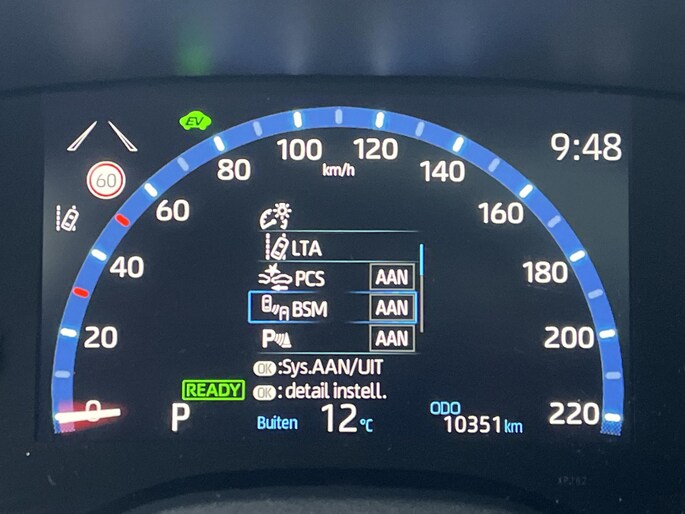 EV
9:48
60
km/h
0
20
40
60
80
100
120
140
160
180
200
220
LTA
PCS AAN
BSM AAN
P AAN
OK :Sys.AAN/UIT
OK : detail instell.
READY
P
Buiten 12 °C
ODO
10351 km